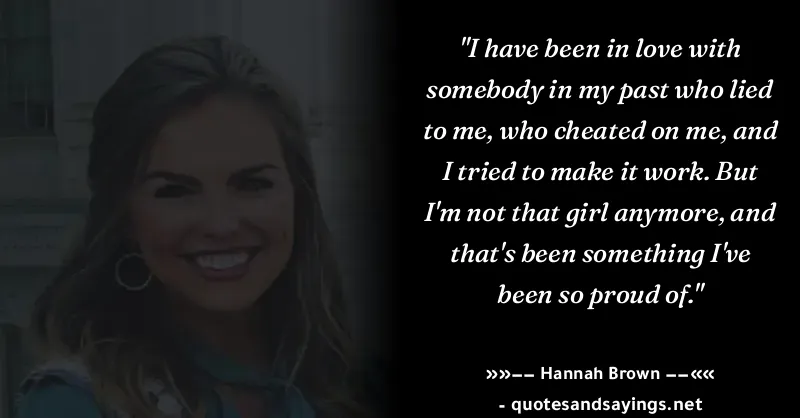 "I have been in love with
somebody in my past who lied
to me, who cheated on me, and
I tried to make it work. But
I'm not that girl anymore, and
that's been something I've
been so proud of."
»»−− Hannah Brown −−««
- quotesandsayings.net